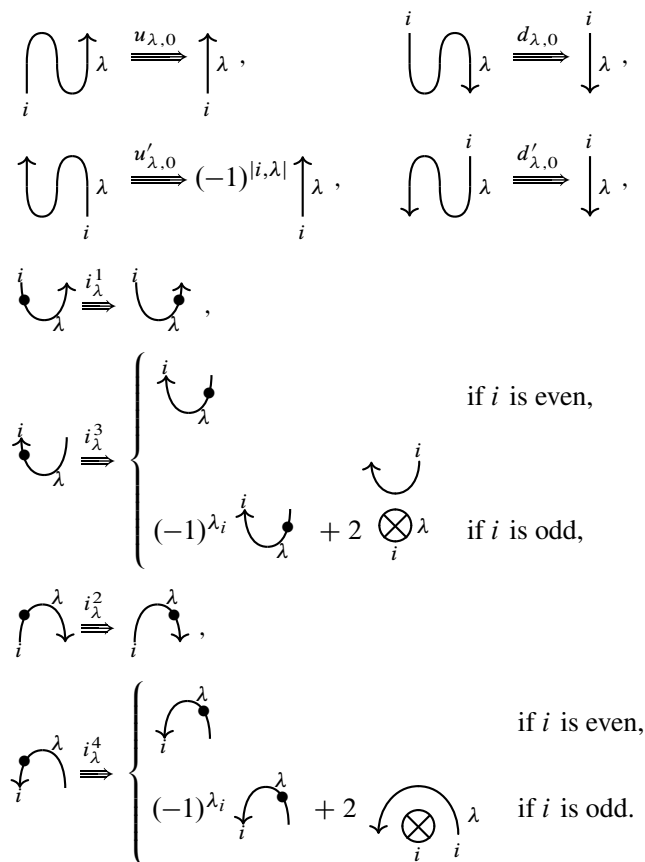 i λ u_{λ,0} λ i , i λ d_{λ,0} i λ ,
i λ u'_{λ,0} (-1)^{|i,λ|} λ i , i λ d'_{λ,0} i λ ,
i λ i^1_λ i λ ,
i λ if i is even,
i λ i^3_λ
(-1)^{λ_i} i λ + 2 i ⊗ λ i if i is odd,
i λ i^2_λ i λ ,
i λ if i is even,
i λ i^4_λ
(-1)^{λ_i} i λ + 2 ⊗ i i λ if i is odd.